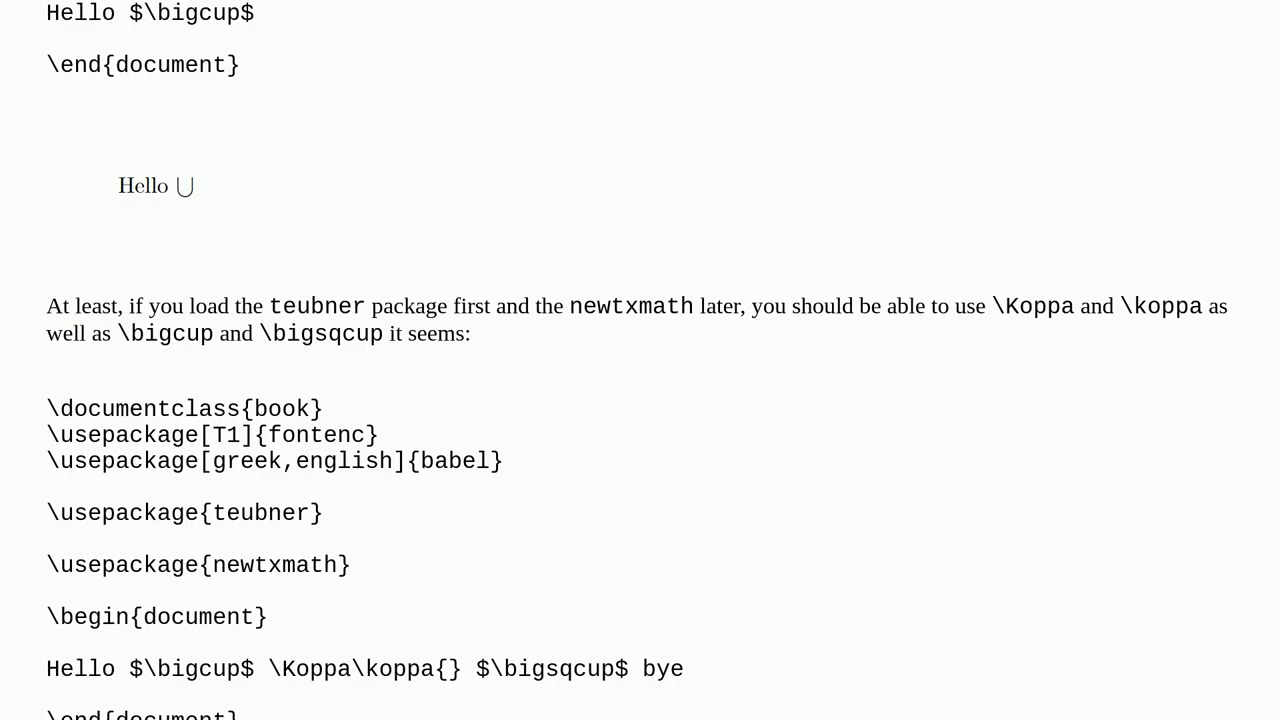 Hello $\bigcup$
\end{document}
Hello ⋃
At least, if you load the teubner package first and the newtxmath later, you should be able to use \Koppa and \koppa as
well as \bigcup and \bigsqcup it seems:
\documentclass{book}
\usepackage[T1]{fontenc}
\usepackage[greek,english]{babel}
\usepackage{teubner}
\usepackage{newtxmath}
\begin{document}
Hello $\bigcup$ \Koppa\koppa{} $\bigsqcup$ bye
\end{document}